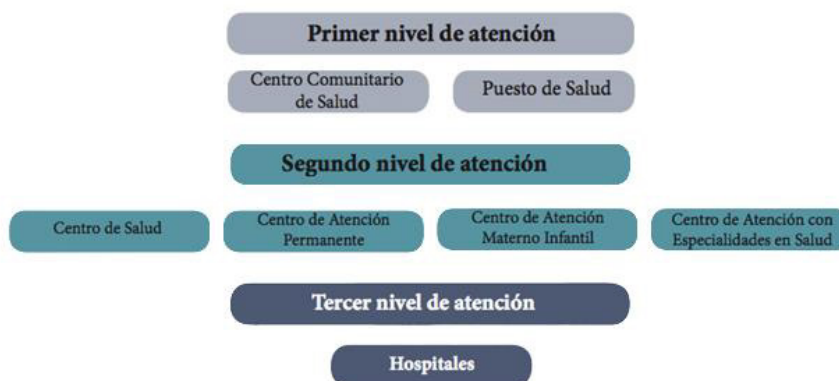 Primer nivel de atención
Centro Comunitario
de Salud
Puesto de Salud
Segundo nivel de atención
Centro de Salud
Centro de Atención
Permanente
Centro de Atención
Materno Infantil
Centro de Atención con
Especialidades en Salud
Tercer nivel de atención
Hospitales